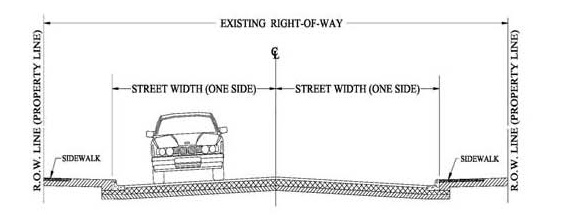 EXISTING RIGHT-OF-WAY
℄
STREET WIDTH (ONE SIDE)
STREET WIDTH (ONE SIDE)
R.O.W. LINE (PROPERTY LINE)
SIDEWALK
SIDEWALK
R.O.W. LINE (PROPERTY LINE)